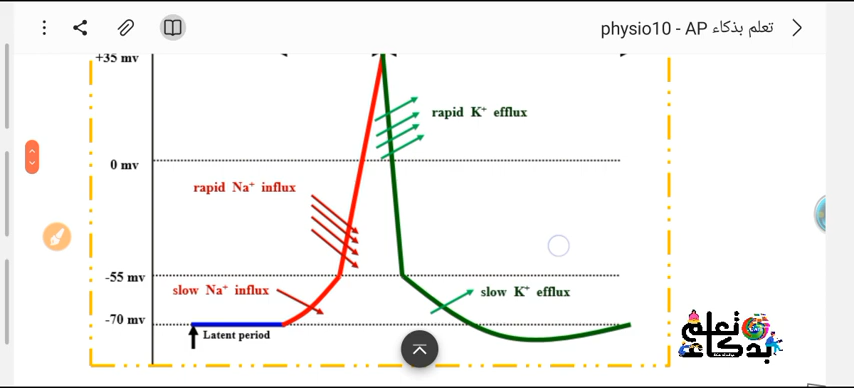 physio10 - AP تعلم بذكاء
+35 mv
rapid K⁺ efflux
0 mv
rapid Na⁺ influx
-55 mv
slow Na⁺ influx
slow K⁺ efflux
-70 mv
Latent period
تعلم
بذكاء